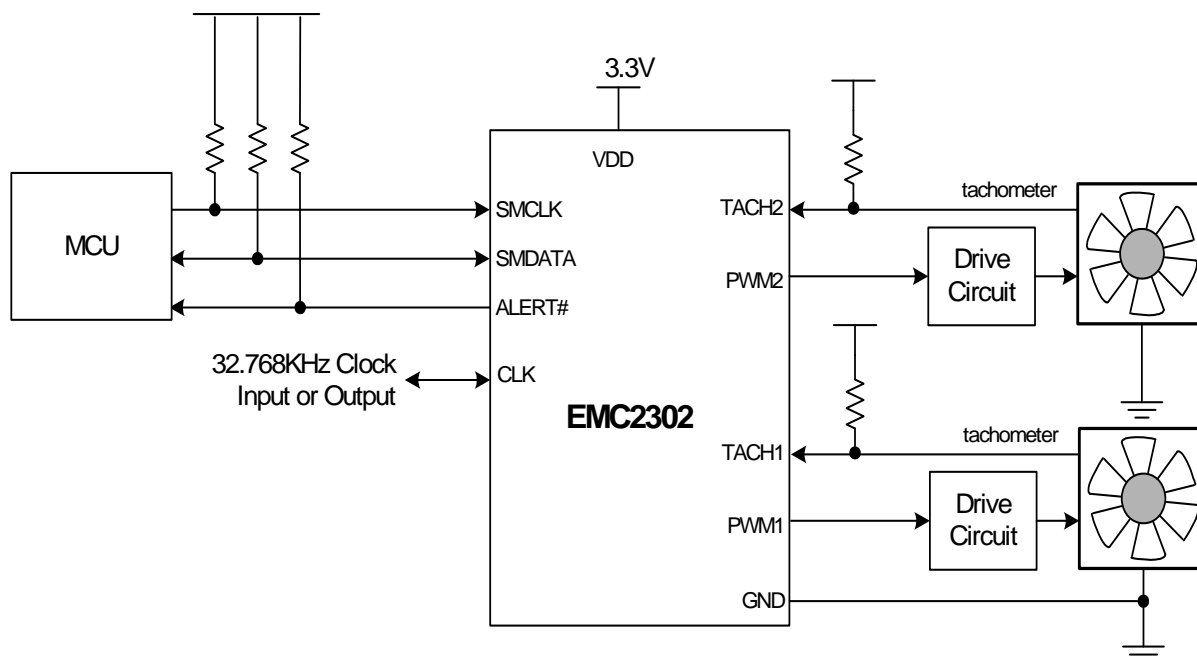 3.3V
VDD
MCU
SMCLK
SMDATA
ALERT#
32.768KHz Clock
Input or Output
CLK
EMC2302
TACH2
tachometer
PWM2
Drive
Circuit
TACH1
tachometer
PWM1
Drive
Circuit
GND